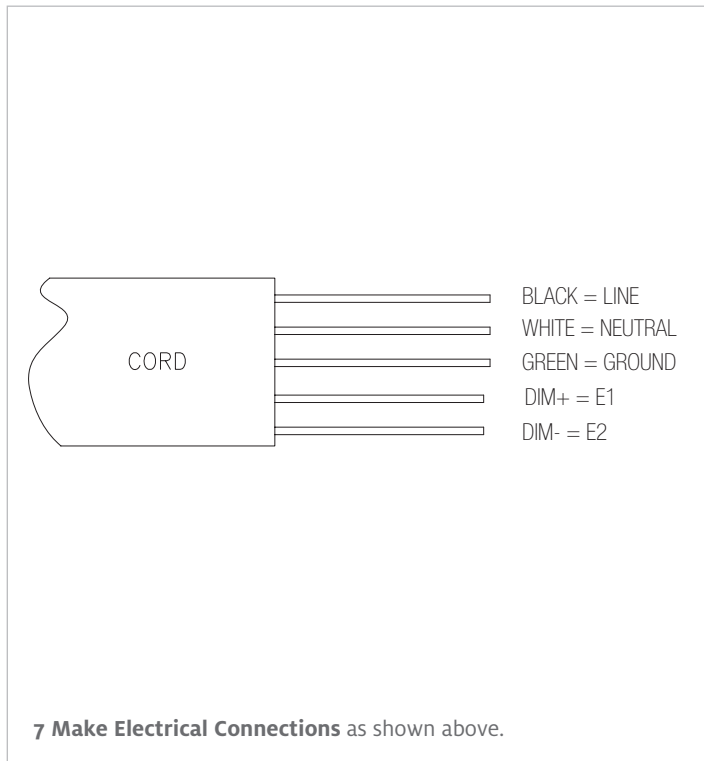 BLACK = LINE
WHITE = NEUTRAL
CORD
GREEN = GROUND
DIM+ = E1
DIM- = E2
7 Make Electrical Connections as shown above.